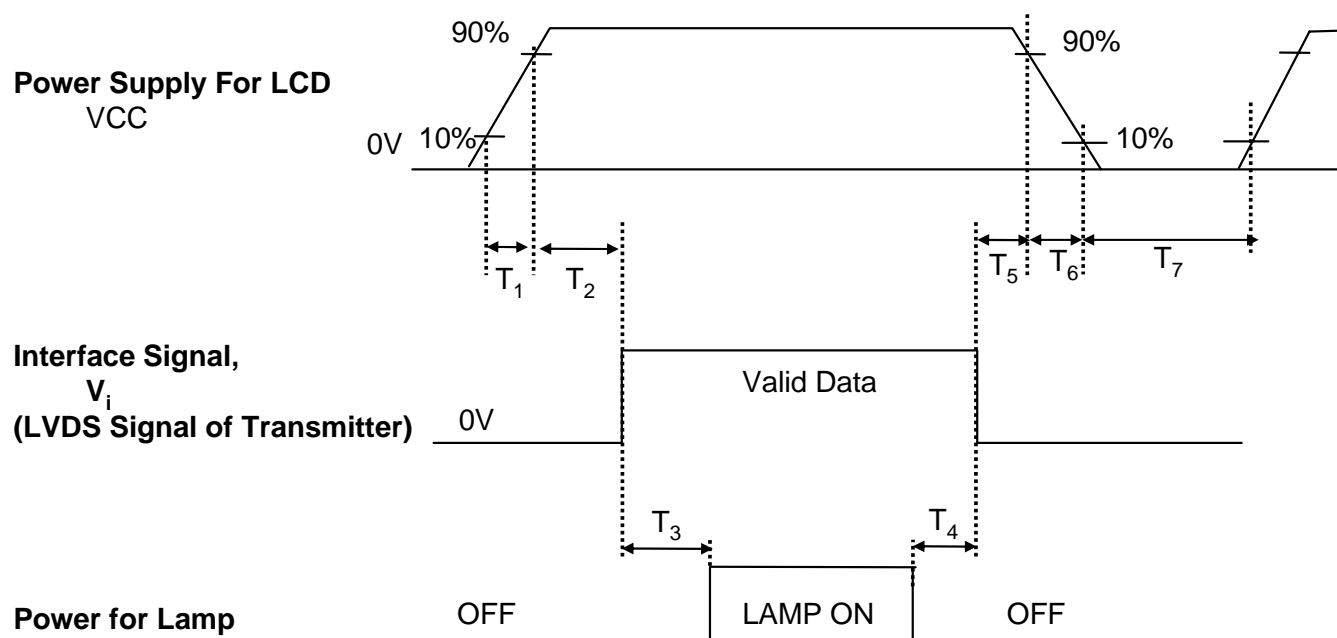 90%
90%
Power Supply For LCD
VCC
0V
10%
10%
T1
T2
T5
T6
T7
Interface Signal,
Vi
(LVDS Signal of Transmitter)
Valid Data
0V
T3
T4
Power for Lamp
OFF
LAMP ON
OFF